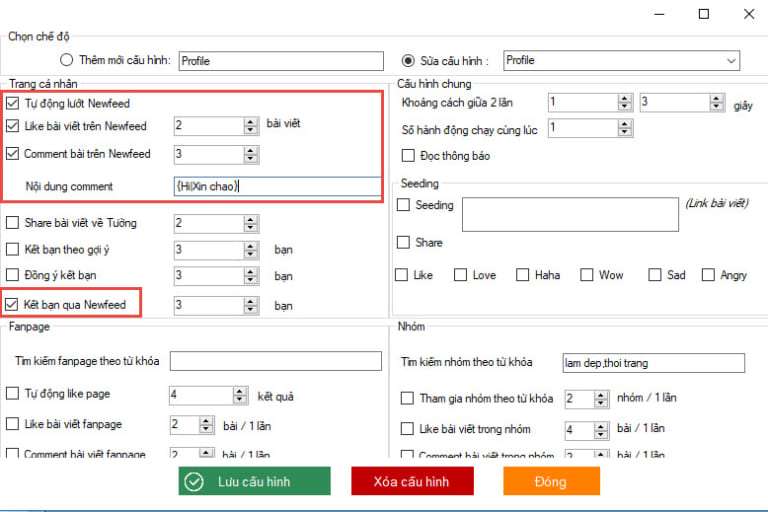 Chọn chế độ
Thêm mới cấu hình: Profile
Sửa cấu hình : Profile
Trang cá nhân
Tự động lướt Newfeed
Like bài viết trên Newfeed 2 bài viết
Comment bài trên Newfeed 3
Nội dung comment {Hi|Xin chao}
Share bài viết về Tường 2
Kết bạn theo gợi ý 3 bạn
Đồng ý kết bạn 3 bạn
Kết bạn qua Newfeed 3 bạn
Cấu hình chung
Khoảng cách giữa 2 lần 1 3 giây
Số hành động chạy cùng lúc 1
Đọc thông báo
Seeding
Seeding (Link bài viết)
Share
Like Love Haha Wow Sad Angry
Fanpage
Tìm kiếm fanpage theo từ khóa
Tự động like page 4 kết quả
Like bài viết fanpage 2 bài / 1 lần
Comment bài viết fanpage 2 bài / 1 lần
Nhóm
Tìm kiếm nhóm theo từ khóa lam dep,thoi trang
Tham gia nhóm theo từ khóa 2 nhóm / 1 lần
Like bài viết trong nhóm 4 bài / 1 lần
Comment bài viết trong nhóm 2 bài / 1 lần
Lưu cấu hình Xóa cấu hình Đóng